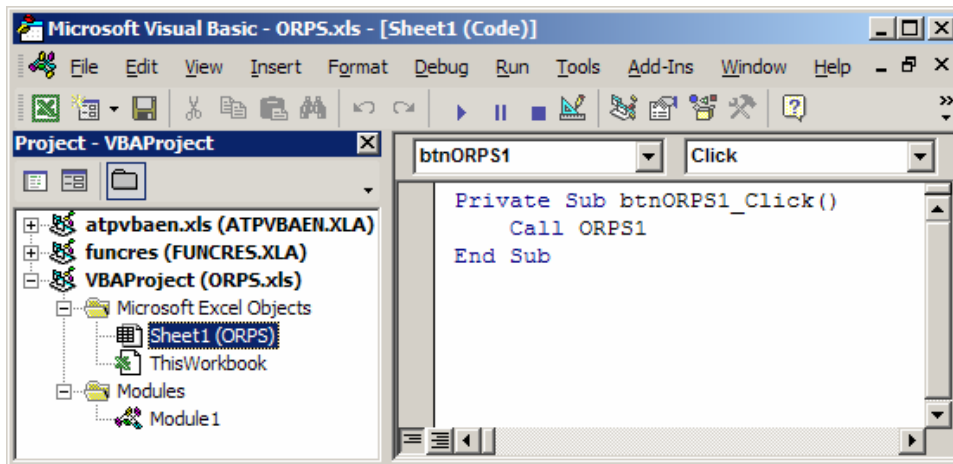 Microsoft Visual Basic - ORPS.xls - [Sheet1 (Code)]
File Edit View Insert Format Debug Run Tools Add-Ins Window Help
Project - VBAProject
atpvbaen.xls (ATPVBAEN.XLA)
funcres (FUNCRES.XLA)
VBAProject (ORPS.xls)
Microsoft Excel Objects
Sheet1 (ORPS)
ThisWorkbook
Modules
Module1
btnORPS1 Click
Private Sub btnORPS1_Click()
Call ORPS1
End Sub